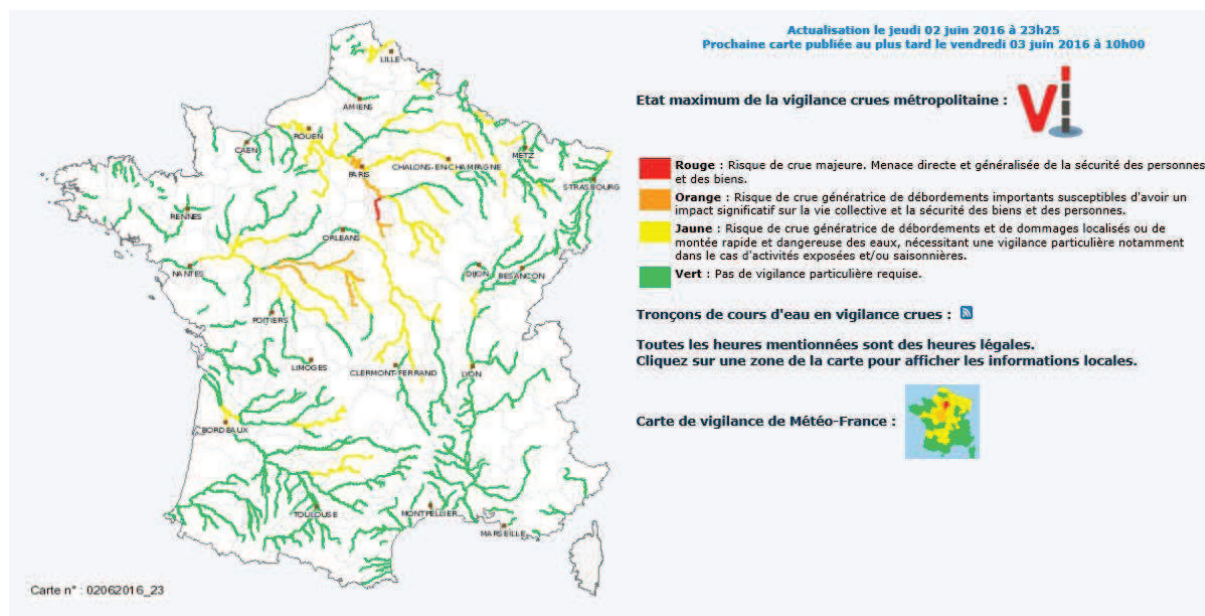 Actualisation le jeudi 02 juin 2016 à 23h25
Prochaine carte publiée au plus tard le vendredi 03 juin 2016 à 10h00
Etat maximum de la vigilance crues métropolitaine :
Vi
Rouge : Risque de crue majeure. Menace directe et généralisée de la sécurité des personnes
et des biens.
Orange : Risque de crue génératrice de débordements importants susceptibles d'avoir un
impact significatif sur la vie collective et la sécurité des biens et des personnes.
Jaune : Risque de crue génératrice de débordements et de dommages localisés ou de
montée rapide et dangereuse des eaux, nécessitant une vigilance particulière notamment
dans le cas d'activités exposées et/ou saisonnières.
Vert : Pas de vigilance particulière requise.
Tronçons de cours d'eau en vigilance crues :
Toutes les heures mentionnées sont des heures légales.
Cliquez sur une zone de la carte pour afficher les informations locales.
Carte de vigilance de Météo-France :
LILLE
AMIENS
ROUEN
CAEN
PARIS
CHALONS-EN-CHAMPAGNE
METZ
STRASBOURG
RENNES
ORLEANS
NANTES
DIJON
BESANCON
POITIERS
LIMOGES
CLERMONT-FERRAND
LION
BORDEAUX
TOULOUSE
MONTPELLIER
MARSEILLE
Carte n° : 02062016_23